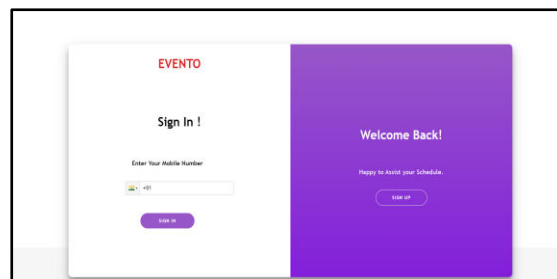 EVENTO
Sign In !
Enter Your Mobile Number
+91
SIGN IN
Welcome Back!
Happy to Assist your Schedule.
SIGN UP